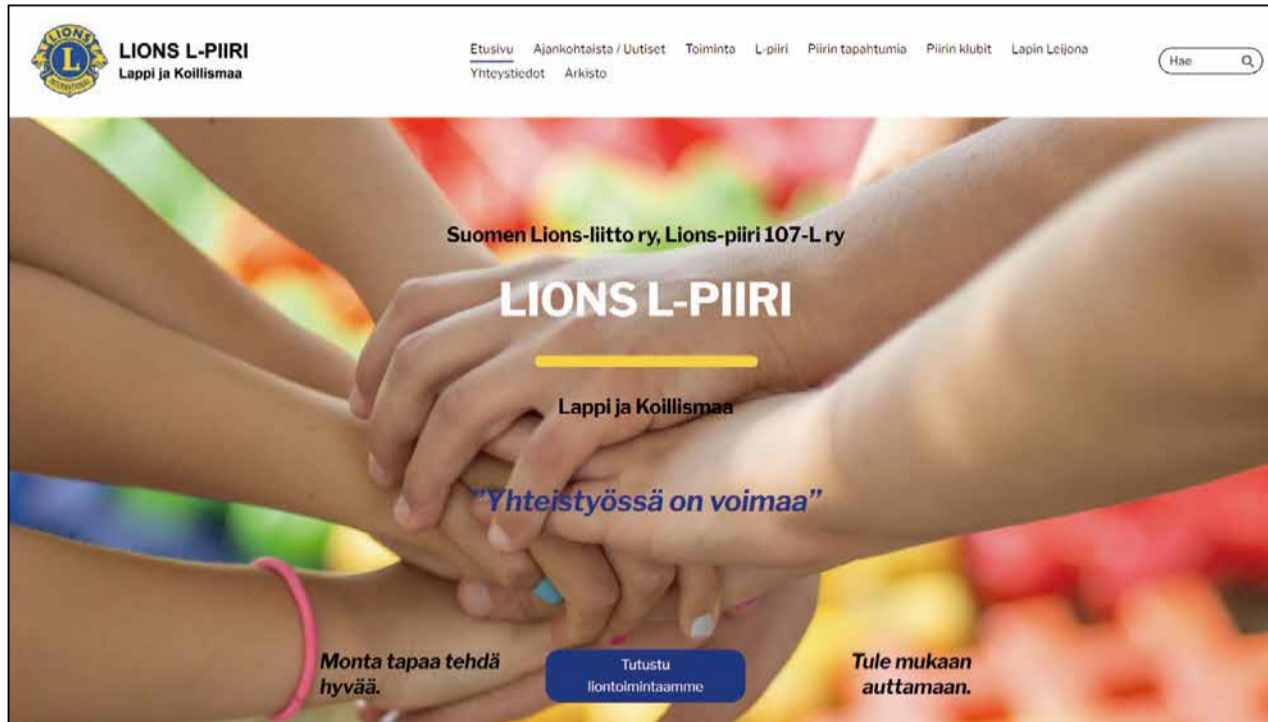 LIONS
L
INTERNATIONAL
LIONS L-PIIRI
Lappi ja Koillismaa
Etusivu Ajankohtaista / Uutiset Toiminta L-piiri Piirin tapahtumia Piirin klubit Lapin Leijona
Yhteystiedot Arkisto
Hae
Suomen Lions-liitto ry, Lions-piiri 107-L ry
LIONS L-PIIRI
Lappi ja Koillismaa
”Yhteistyössä on voimaa”
Monta tapaa tehdä
hyvää.
Tutustu
liontoimintaamme
Tule mukaan
auttamaan.